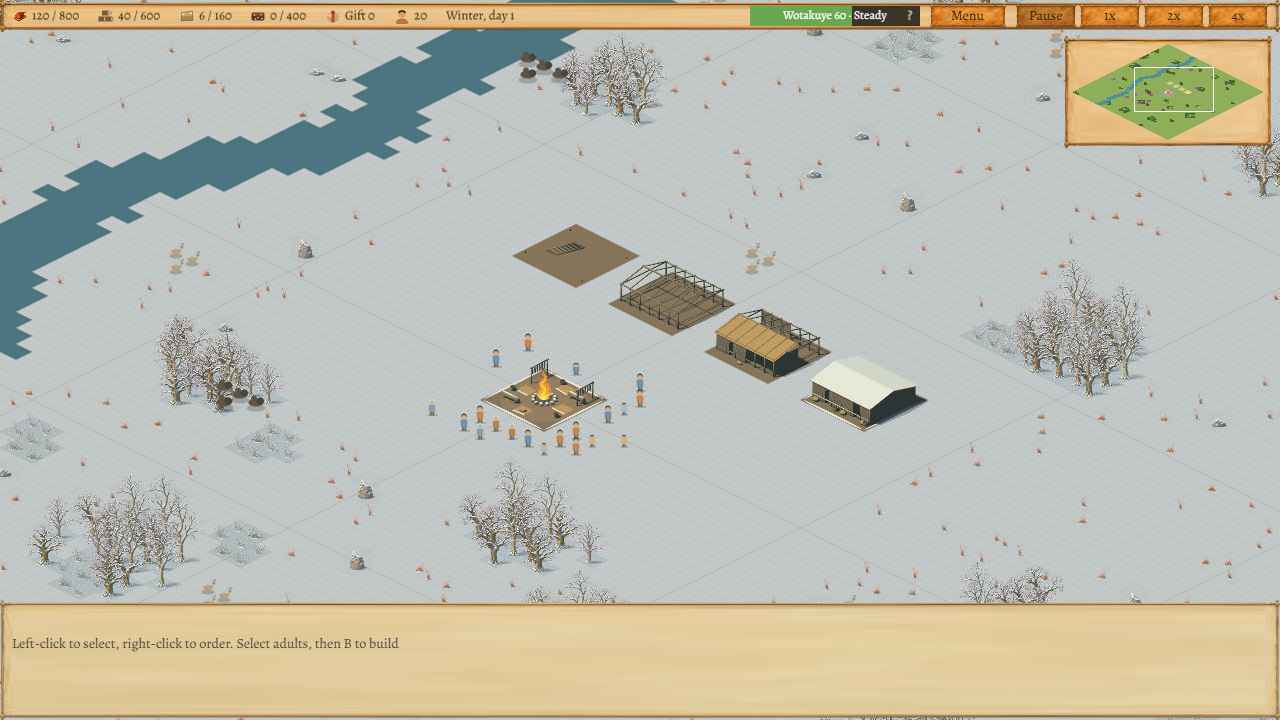 120 / 800 40 / 600 6 / 160 0 / 400 Gift 0 20 Winter, day 1 Wotakuye 60 - Steady ? Menu Pause 1x 2x 4x
Left-click to select, right-click to order. Select adults, then B to build